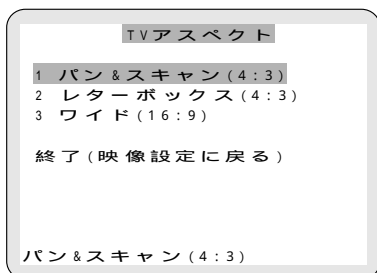 TVアスペクト
1 パン&スキャン(4:3)
2 レターボックス(4:3)
3 ワイド(16:9)
終了(映像設定に戻る)
パン&スキャン(4:3)